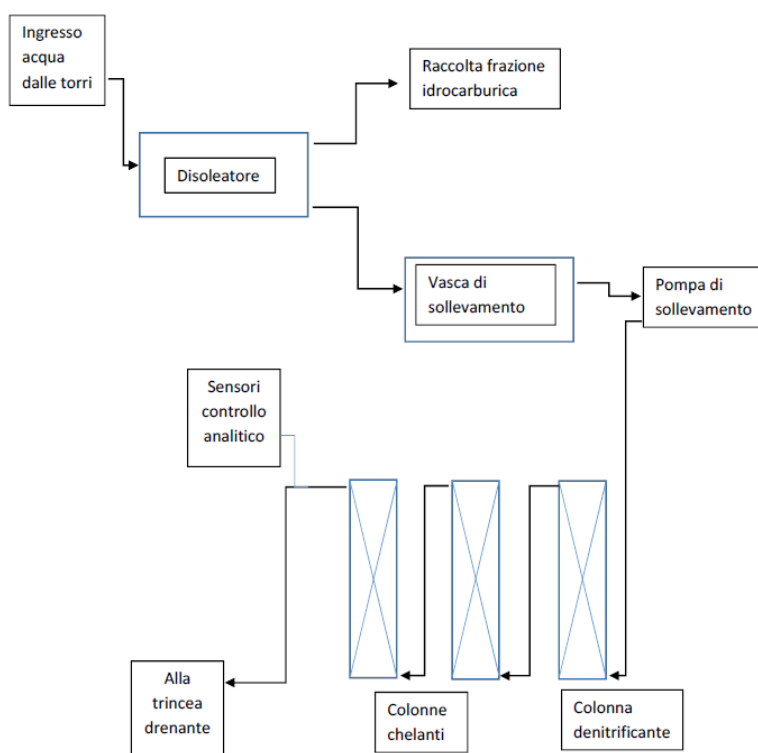 Ingresso
acqua
dalle torri
Raccolta frazione
idrocarburica
Disoleatore
Vasca di
sollevamento
Pompa di
sollevamento
Sensori
controllo
analitico
Alla
trincea
drenante
Colonne
chelanti
Colonna
denitrificante